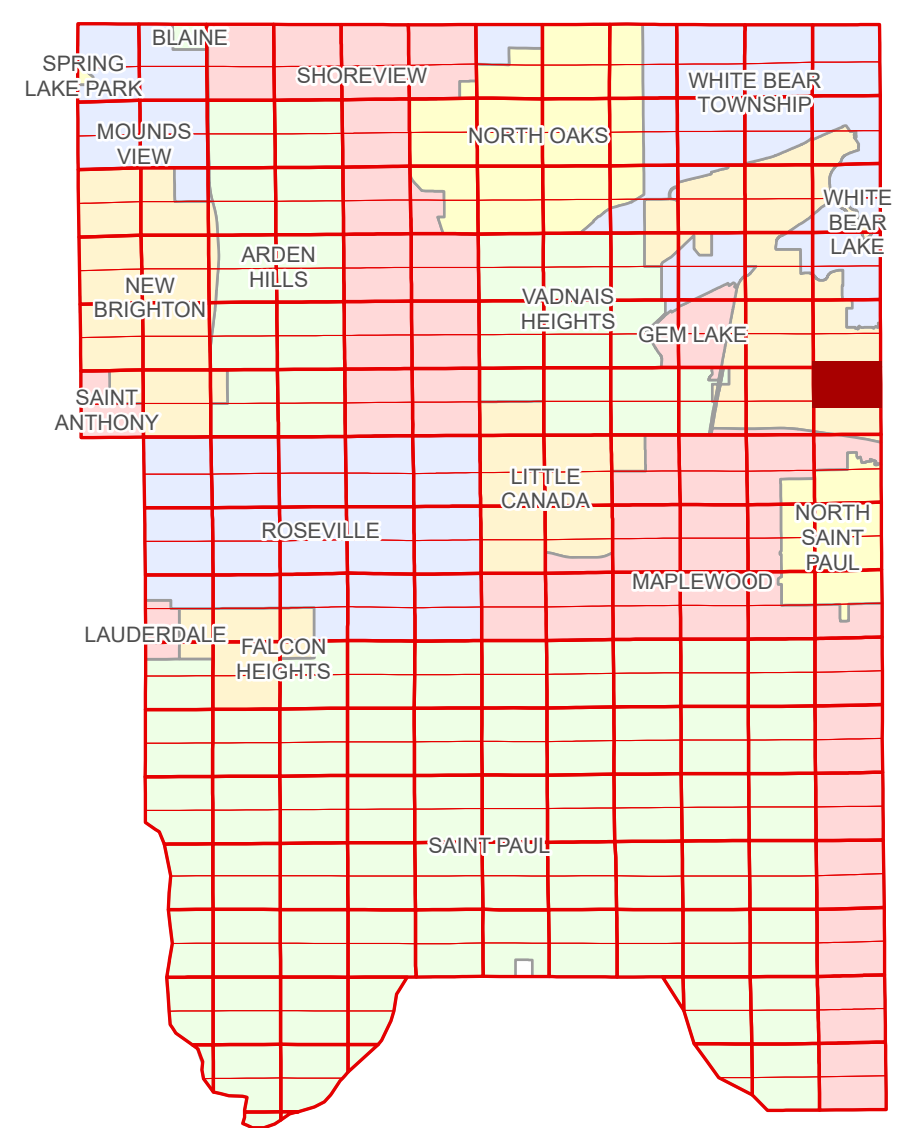 BLAINE
SPRING
LAKE PARK
SHOREVIEW
WHITE BEAR
TOWNSHIP
MOUNDS
VIEW
NORTH OAKS
WHITE
BEAR
LAKE
ARDEN
HILLS
NEW
BRIGHTON
VADNAIS
HEIGHTS
GEM LAKE
SAINT
ANTHONY
LITTLE
CANADA
NORTH
SAINT
PAUL
ROSEVILLE
MAPLEWOOD
LAUDERDALE
FALCON
HEIGHTS
SAINT PAUL